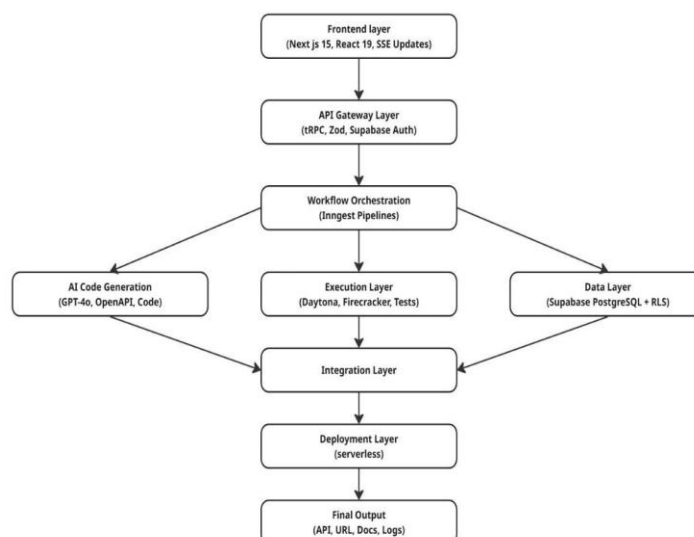 Frontend layer
(Next js 15, React 19, SSE Updates)
API Gateway Layer
(tRPC, Zod, Supabase Auth)
Workflow Orchestration
(Inngest Pipelines)
AI Code Generation
(GPT-4o, OpenAPI, Code)
Execution Layer
(Daytona, Firecracker, Tests)
Data Layer
(Supabase PostgreSQL + RLS)
Integration Layer
Deployment Layer
(serverless)
Final Output
(API, URL, Docs, Logs)